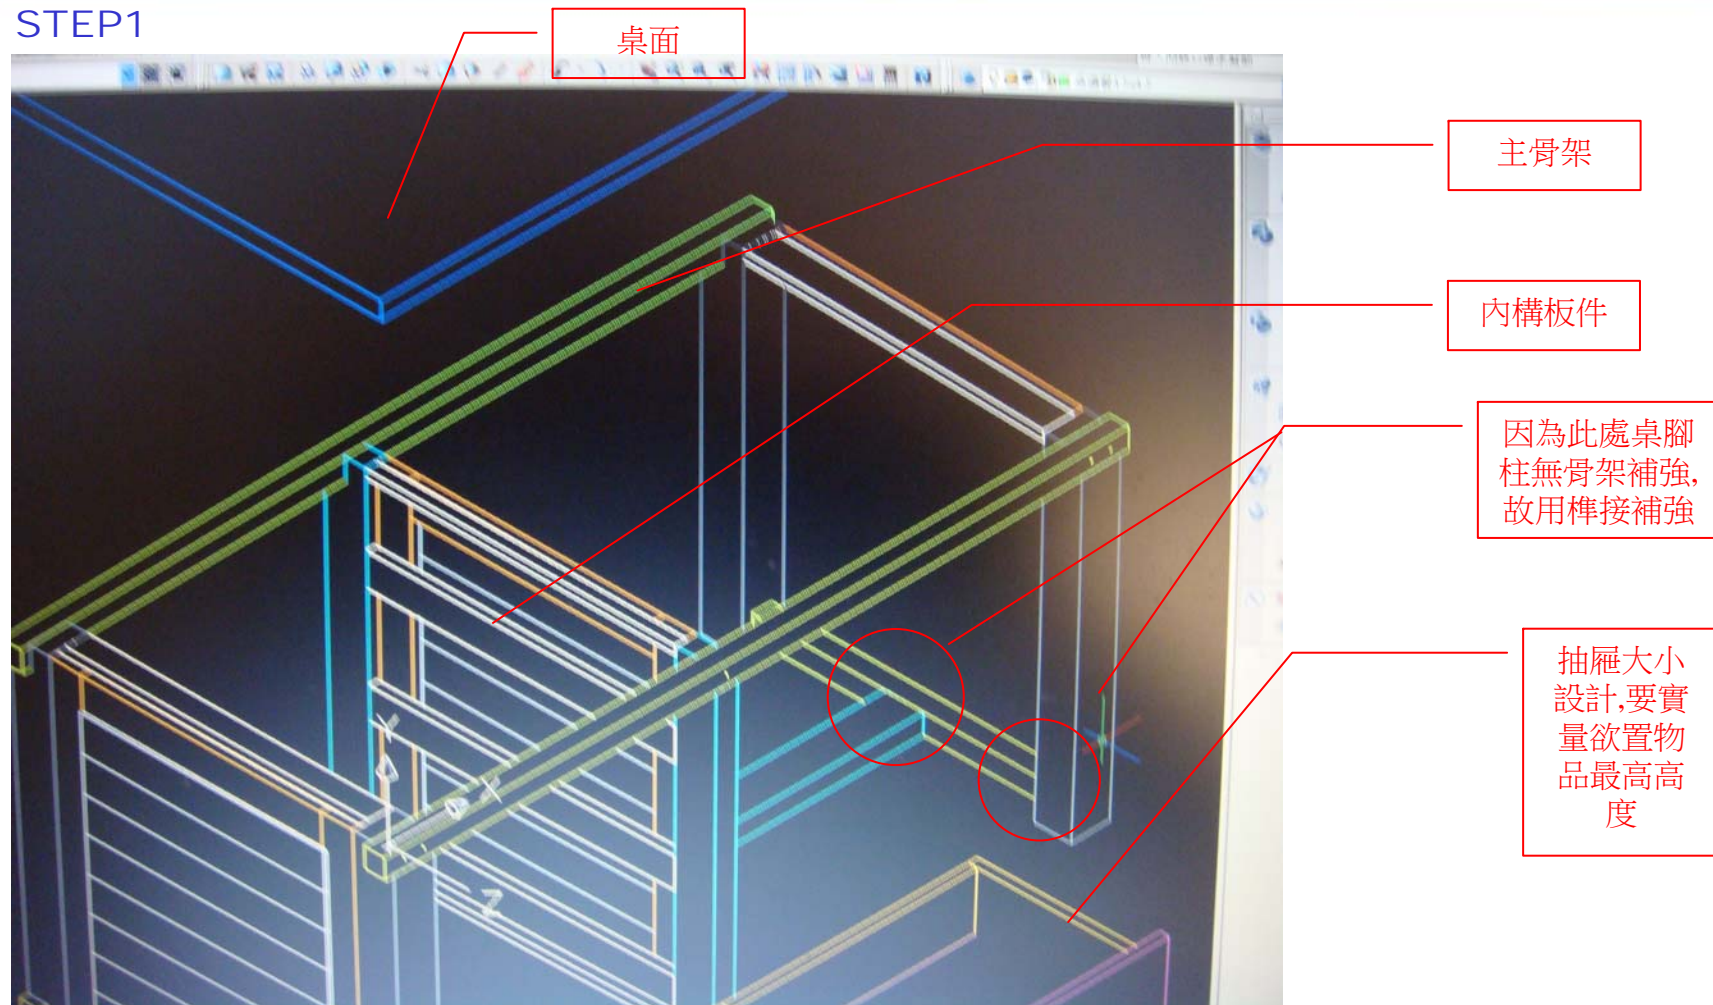 STEP1
桌面
主骨架
內構板件
因為此處桌腳
柱無骨架補強,
故用榫接補強
抽屜大小
設計,要實
量欲置物
品最高高
度
X
Z